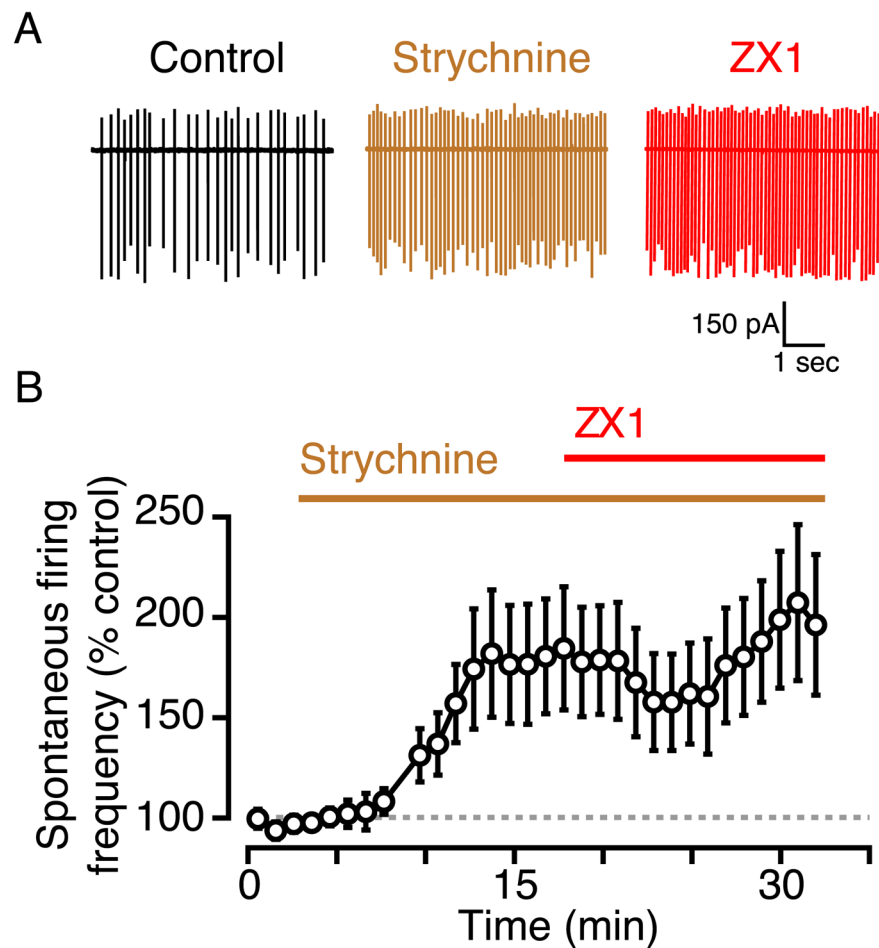 A
Control
Strychnine
ZX1
150 pA
1 sec
B
ZX1
Strychnine
Spontaneous firing
frequency (% control)
250
200
150
100
0
15
30
Time (min)